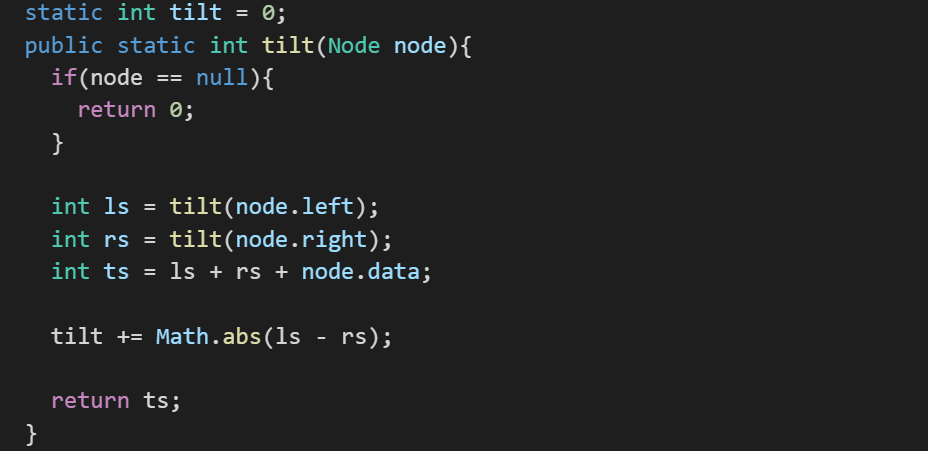 static int tilt = 0;
public static int tilt(Node node){
  if(node == null){
    return 0;
  }

  int ls = tilt(node.left);
  int rs = tilt(node.right);
  int ts = ls + rs + node.data;

  tilt += Math.abs(ls - rs);

  return ts;
}